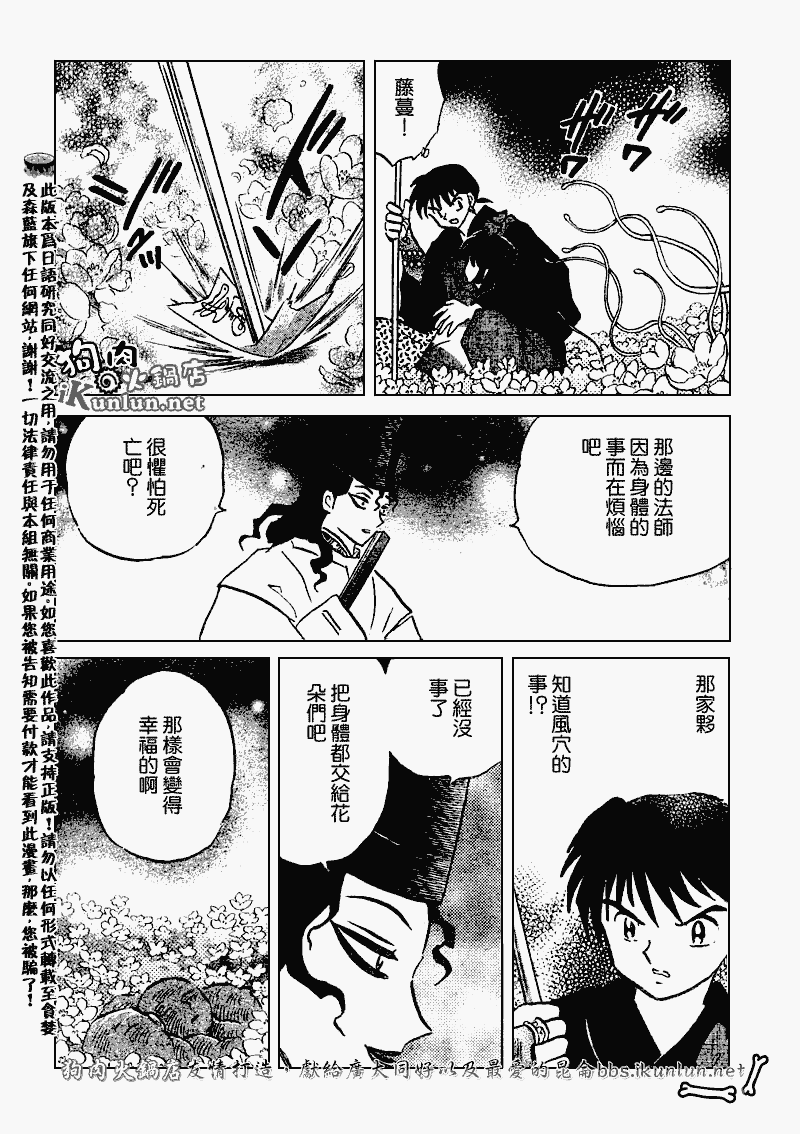 藤蔓！
ワ
ワ
那邊的法師
因為身體的
事而在煩惱
吧
很懼怕死
亡吧？
那家夥
知道風穴的
事!?
已經沒
事了
把身體都交給花
朵們吧
那樣會變得
幸福的啊
此版本爲日語研究同好交流之用，請勿用于任何商業用途。如您喜歡此作品，請支持正版！請勿以任何形式轉載至貪婪
及森藍旗下任何網站，謝謝！一切法律責任與本組無關。如果您被告知需要付款才能看到此漫畫，那麽，您被騙了！
狗肉
火鍋店
iKunlun.net
狗肉火鍋店友情打造，獻給廣大同好以及最愛的昆侖bbs.ikunlun.net